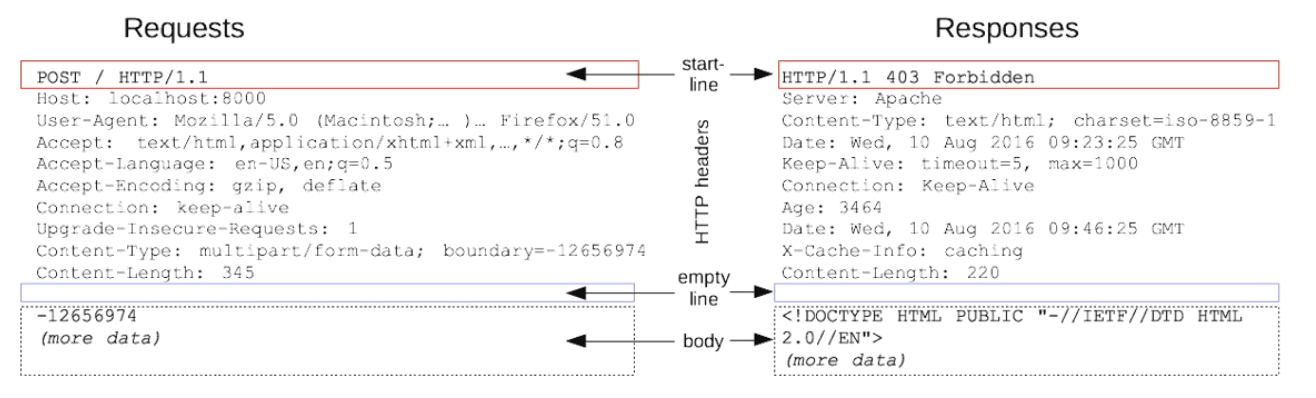 Requests
POST / HTTP/1.1
Host: localhost:8000
User-Agent: Mozilla/5.0 (Macintosh;… )… Firefox/51.0
Accept: text/html,application/xhtml+xml,…,*/*;q=0.8
Accept-Language: en-US,en;q=0.5
Accept-Encoding: gzip, deflate
Connection: keep-alive
Upgrade-Insecure-Requests: 1
Content-Type: multipart/form-data; boundary=-12656974
Content-Length: 345
-12656974
(more data)
start-
line
HTTP headers
empty
line
body
Responses
HTTP/1.1 403 Forbidden
Server: Apache
Content-Type: text/html; charset=iso-8859-1
Date: Wed, 10 Aug 2016 09:23:25 GMT
Keep-Alive: timeout=5, max=1000
Connection: Keep-Alive
Age: 3464
Date: Wed, 10 Aug 2016 09:46:25 GMT
X-Cache-Info: caching
Content-Length: 220
<!DOCTYPE HTML PUBLIC "-//IETF//DTD HTML
2.0//EN">
(more data)